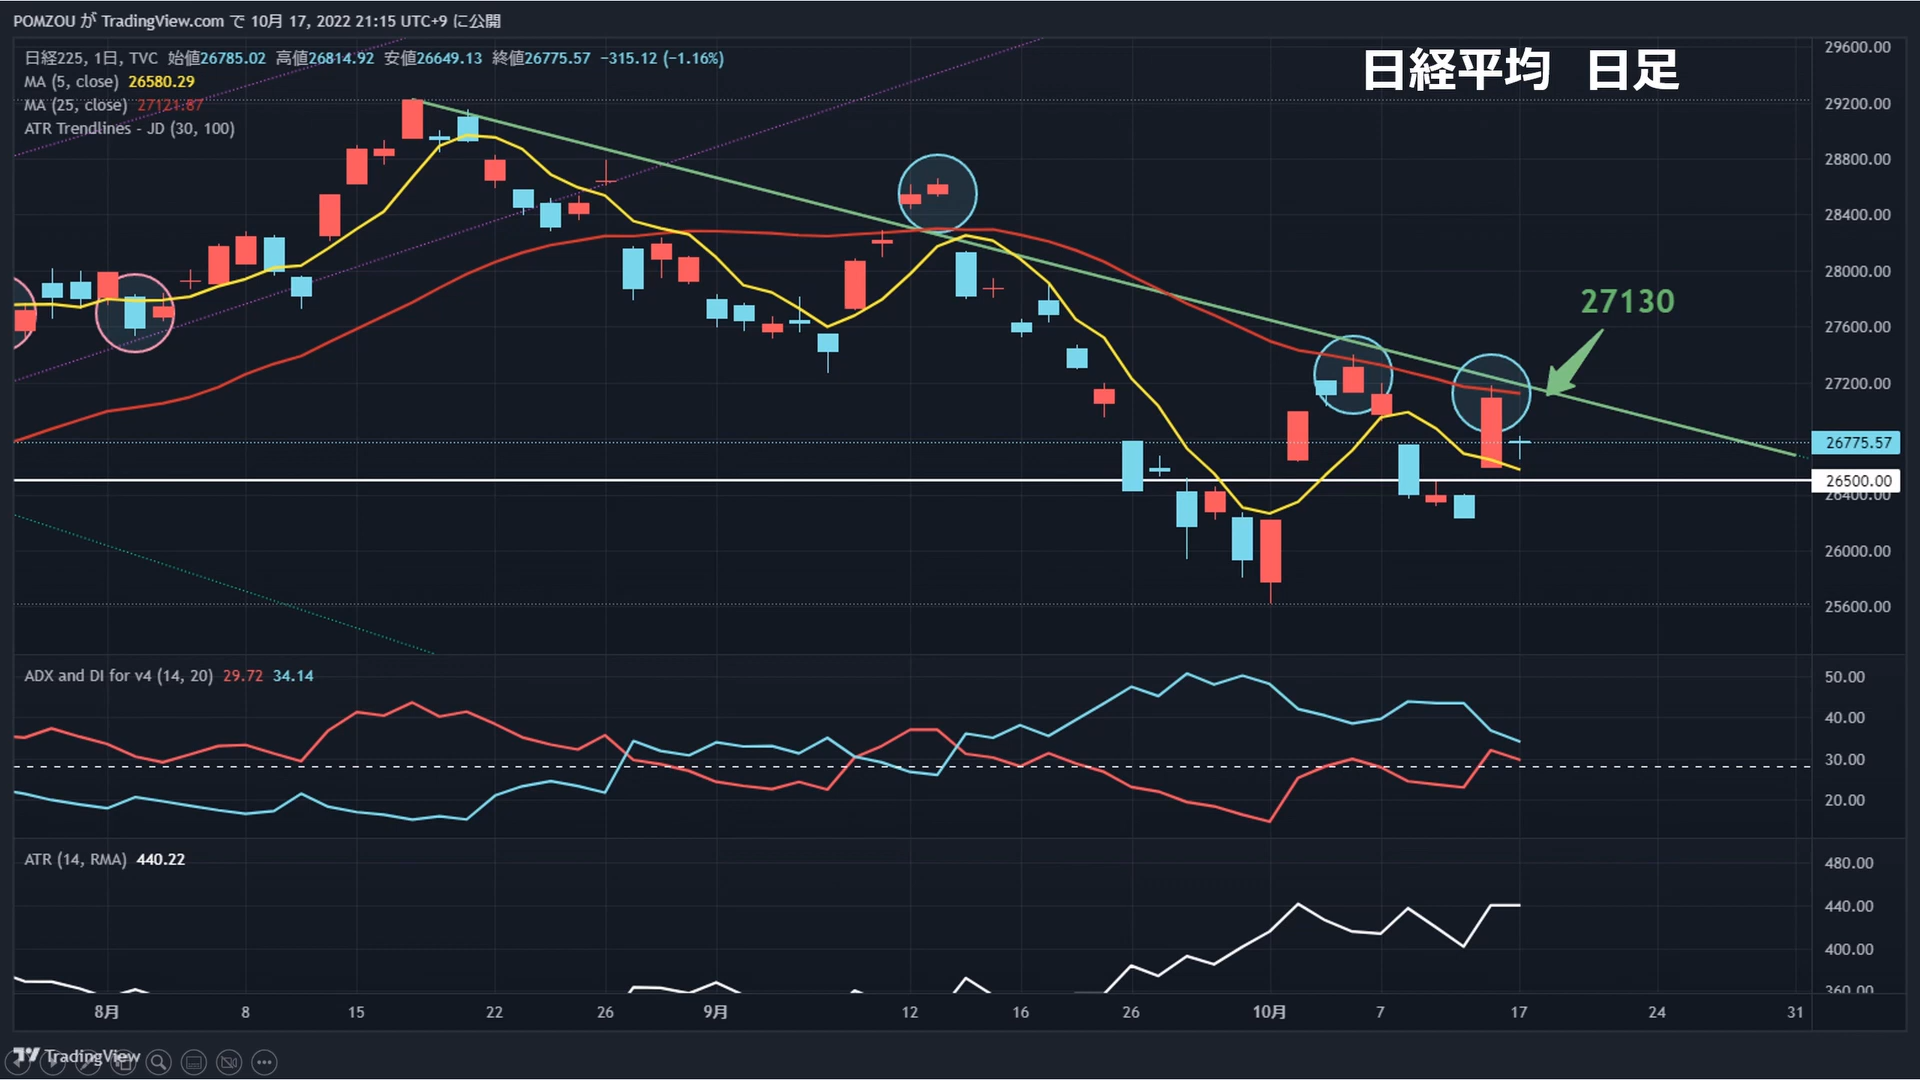 POMZOU が TradingView.com で 10月 17, 2022 21:15 UTC+9 に公開
日経225, 1日, TVC 始値26785.02 高値26814.92 安値26649.13 終値26775.57 −315.12 (−1.16%)
MA (5, close) 26580.29
MA (25, close) 27121.87
ATR Trendlines - JD (30, 100)
日経平均 日足
27130
29600.00
29200.00
28800.00
28400.00
28000.00
27600.00
27200.00
26775.57
26500.00
26400.00
26000.00
25600.00
ADX and DI for v4 (14, 20) 29.72 34.14
50.00
40.00
30.00
20.00
ATR (14, RMA) 440.22
480.00
440.00
400.00
360.00
8月 8 15 22 26 9月 12 16 26 10月 7 17 24 31
TradingView